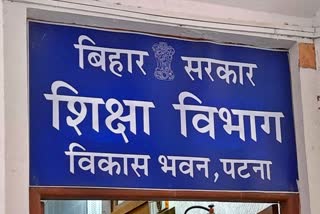 बिहार सरकार
शिक्षा विभाग
विकास भवन, पटना